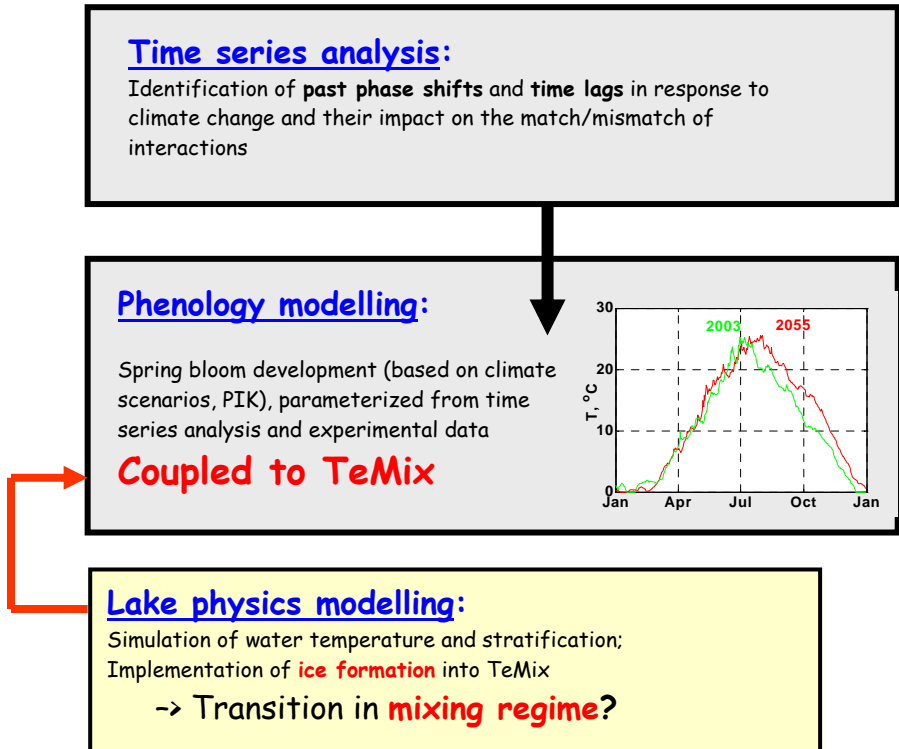 Time series analysis:
Identification of past phase shifts and time lags in response to
climate change and their impact on the match/mismatch of
interactions
Phenology modelling:
Spring bloom development (based on climate
scenarios, PIK), parameterized from time
series analysis and experimental data
Coupled to TeMix
30
2003 2055
20
T, °C
10
0
Jan Apr Jul Oct Jan
Lake physics modelling:
Simulation of water temperature and stratification;
Implementation of ice formation into TeMix
-> Transition in mixing regime?